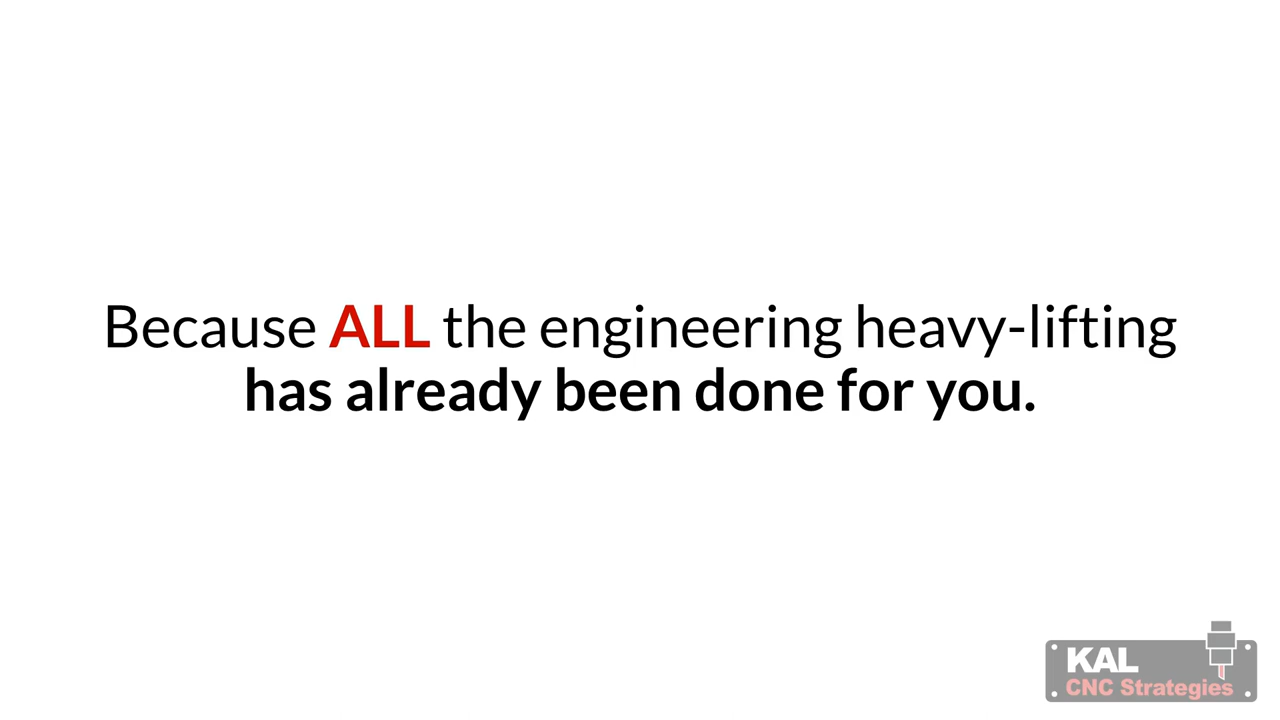 Because ALL the engineering heavy-lifting
has already been done for you.
KAL
CNC Strategies